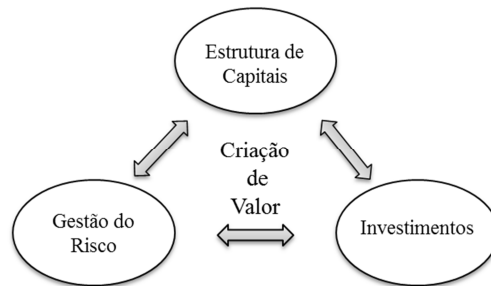 Estrutura de
Capitais
Criação
de
Valor
Gestão do
Risco
Investimentos